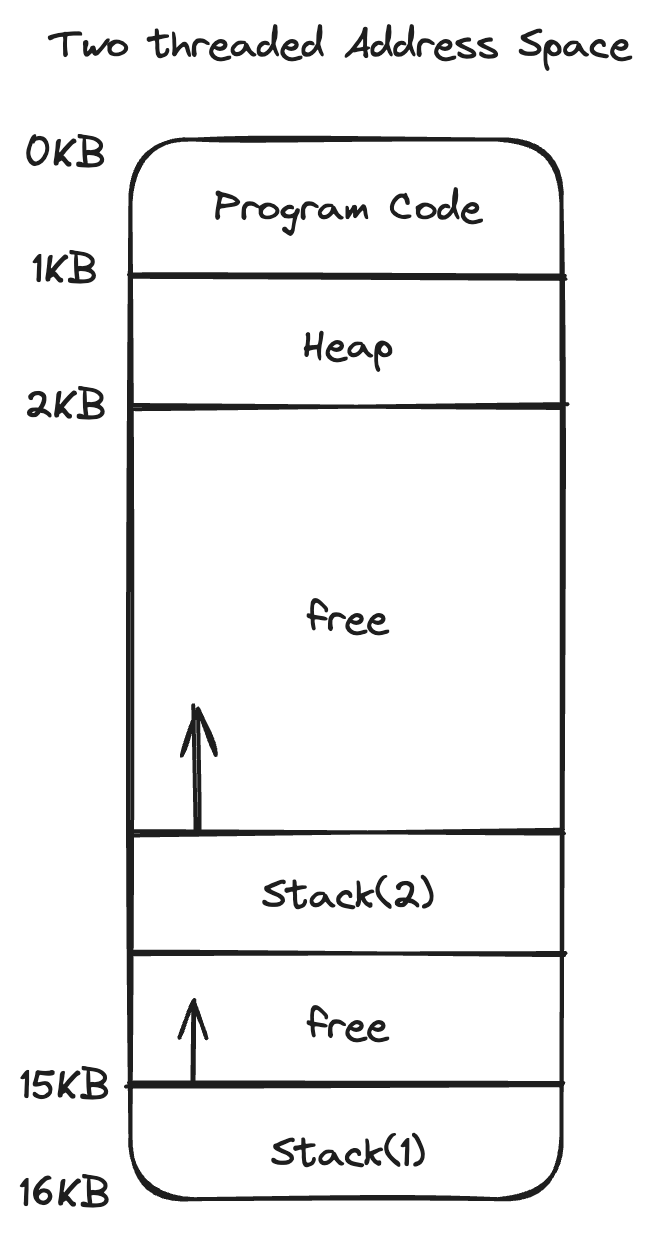 Two threaded Address Space
0KB
Program Code
1KB
Heap
2KB
free
Stack(2)
free
15KB
Stack(1)
16KB